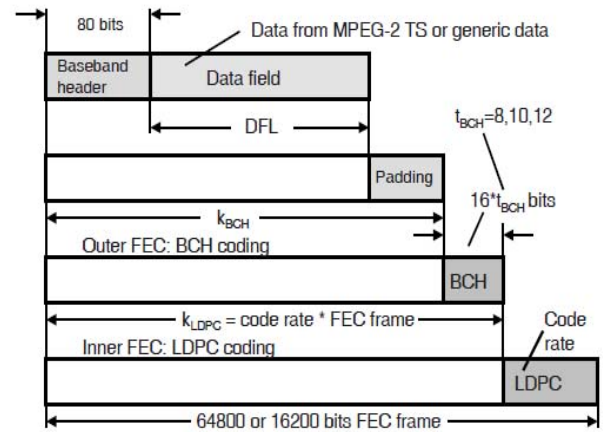 80 bits
Data from MPEG-2 TS or generic data
Baseband
header
Data field
DFL
t_BCH=8,10,12
Padding
k_BCH
16*t_BCH bits
Outer FEC: BCH coding
BCH
k_LDPC = code rate * FEC frame
Code
rate
Inner FEC: LDPC coding
LDPC
64800 or 16200 bits FEC frame